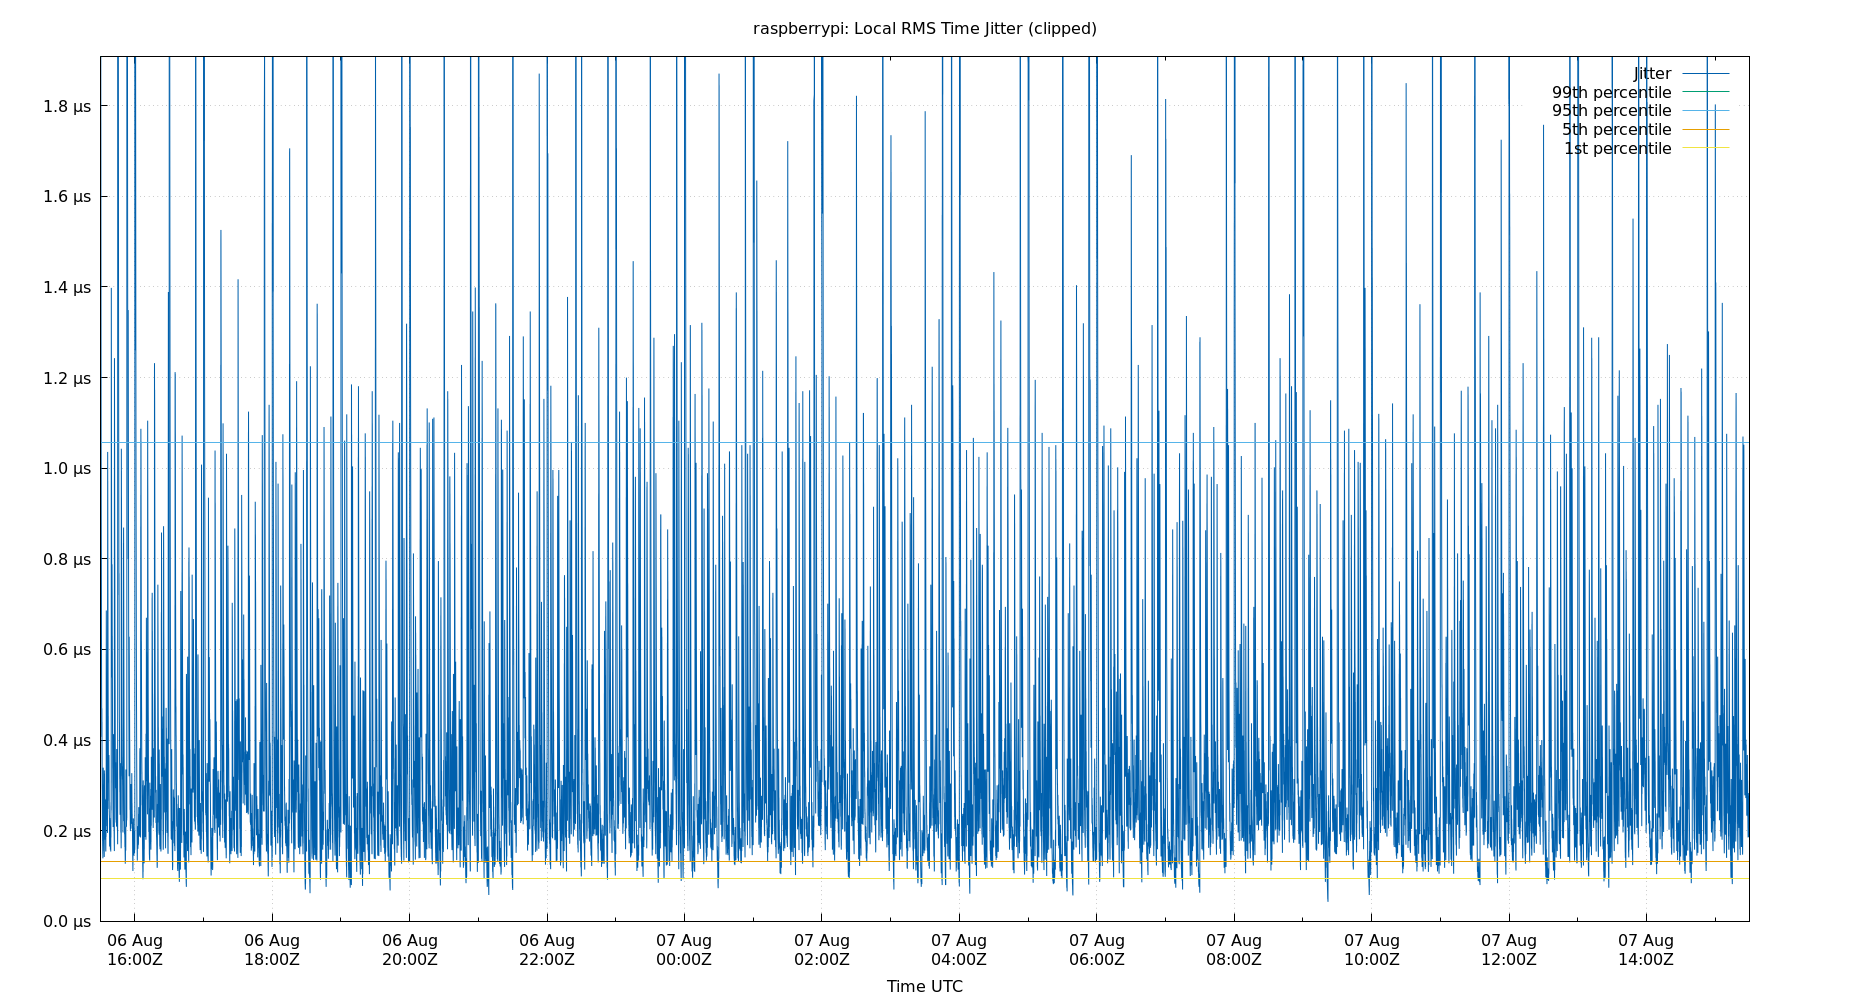 raspberrypi: Local RMS Time Jitter (clipped)
Jitter
99th percentile
95th percentile
5th percentile
1st percentile
1.8 µs
1.6 µs
1.4 µs
1.2 µs
1.0 µs
0.8 µs
0.6 µs
0.4 µs
0.2 µs
0.0 µs
06 Aug 06 Aug 06 Aug 06 Aug 07 Aug 07 Aug 07 Aug 07 Aug 07 Aug 07 Aug 07 Aug 07 Aug
16:00Z 18:00Z 20:00Z 22:00Z 00:00Z 02:00Z 04:00Z 06:00Z 08:00Z 10:00Z 12:00Z 14:00Z
Time UTC